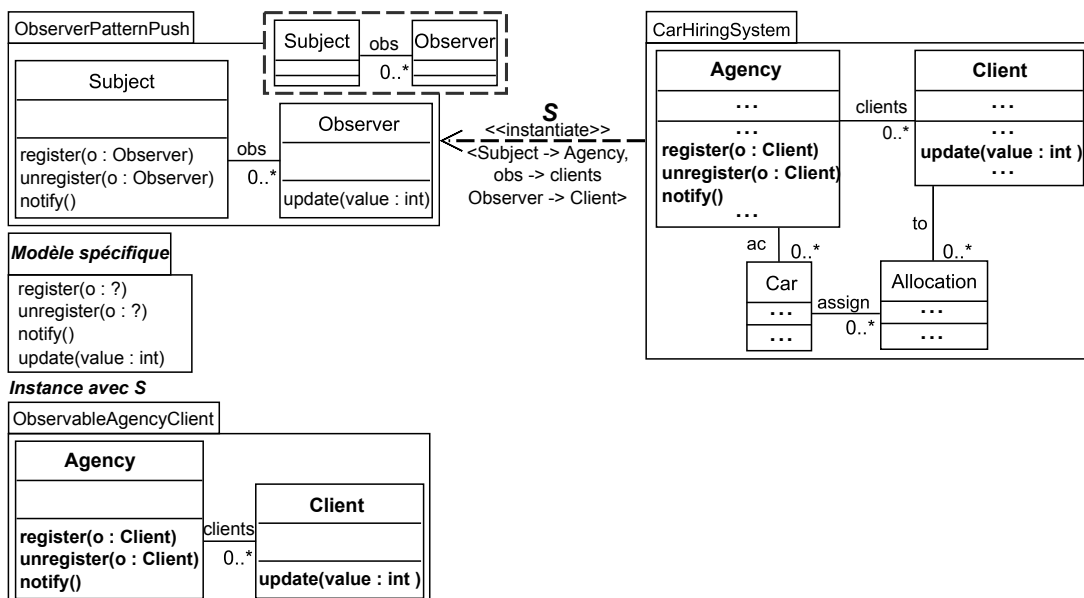 ObserverPatternPush
Subject
obs
Observer
0..*
Subject
register(o : Observer)
unregister(o : Observer)
notify()
obs
0..*
Observer
update(value : int)
S
<<instantiate>>
<Subject -> Agency,
obs -> clients
Observer -> Client>
CarHiringSystem
Agency
...
...
register(o : Client)
unregister(o : Client)
notify()
...
clients
0..*
Client
...
...
update(value : int )
...
ac
0..*
to
0..*
Car
...
...
assign
0..*
Allocation
...
...
Modèle spécifique
register(o : ?)
unregister(o : ?)
notify()
update(value : int)
Instance avec S
ObservableAgencyClient
Agency
register(o : Client)
unregister(o : Client)
notify()
clients
0..*
Client
update(value : int )